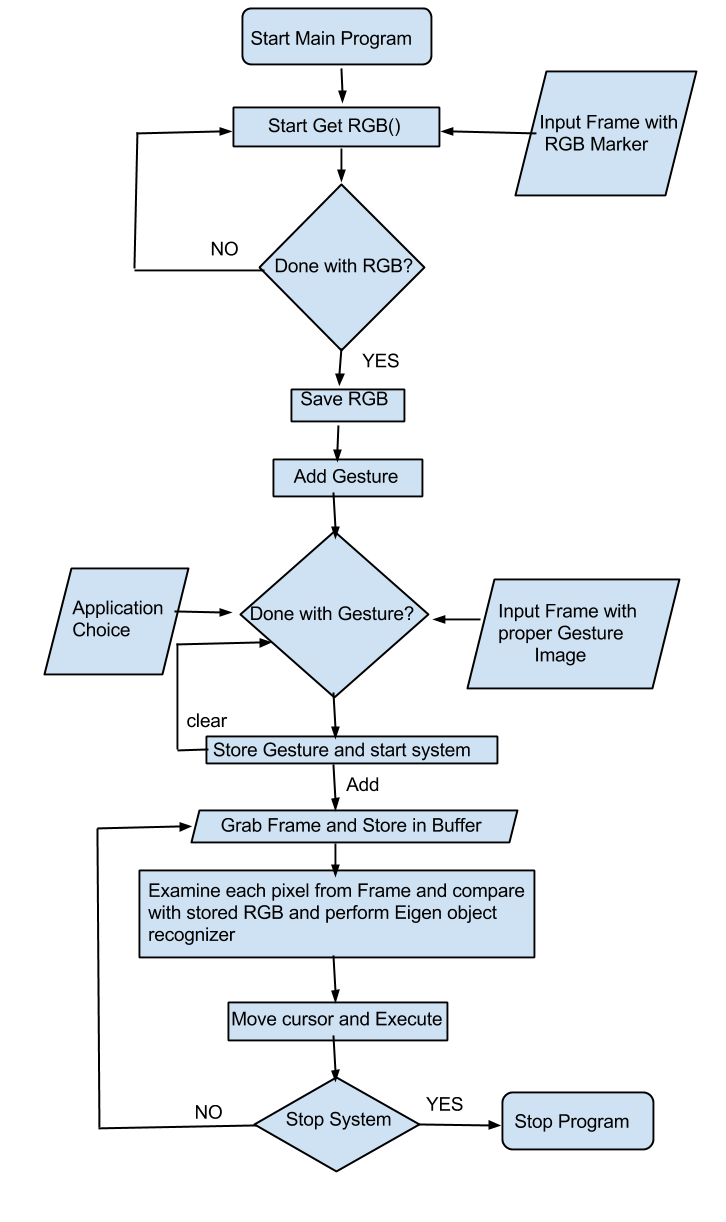 Start Main Program
Start Get RGB()
Input Frame with
RGB Marker
NO
Done with RGB?
YES
Save RGB
Add Gesture
Application
Choice
Done with Gesture?
Input Frame with
proper Gesture
Image
clear
Store Gesture and start system
Add
Grab Frame and Store in Buffer
Examine each pixel from Frame and compare
with stored RGB and perform Eigen object
recognizer
Move cursor and Execute
NO
Stop System
YES
Stop Program